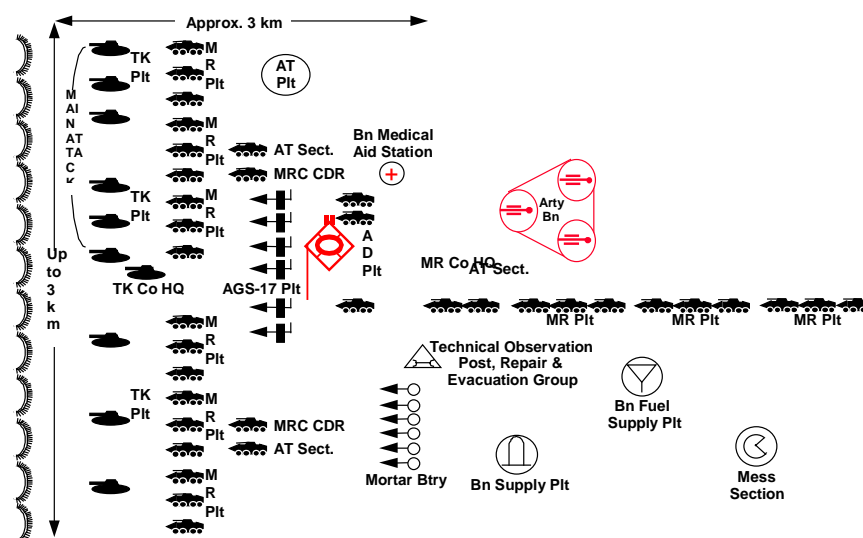 Approx. 3 km
TK
Plt
M
R
Plt
AT
Plt
MAIN ATTACK
M
R
Plt
AT Sect.
MRC CDR
Bn Medical
Aid Station
TK
Plt
M
R
Plt
A
D
Plt
Arty
Bn
Up
to
3
k
m
TK Co HQ
AGS-17 Plt
MR Co HQ
AT Sect.
MR Plt
MR Plt
MR Plt
M
R
Plt
Technical Observation
Post, Repair &
Evacuation Group
TK
Plt
M
R
Plt
MRC CDR
AT Sect.
Bn Fuel
Supply Plt
Mortar Btry
Bn Supply Plt
M
R
Plt
Mess
Section